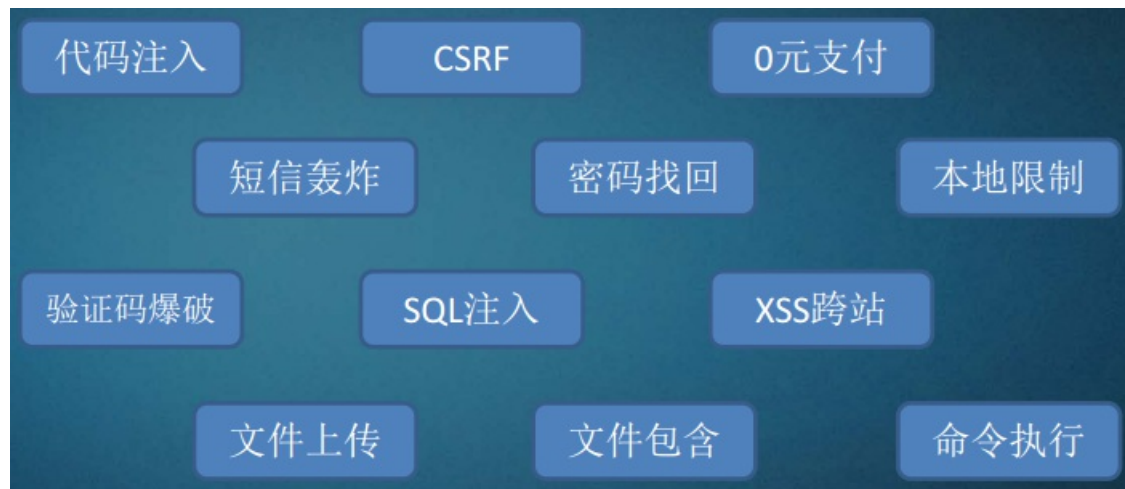 代码注入
CSRF
0元支付
短信轰炸
密码找回
本地限制
验证码爆破
SQL注入
XSS跨站
文件上传
文件包含
命令执行